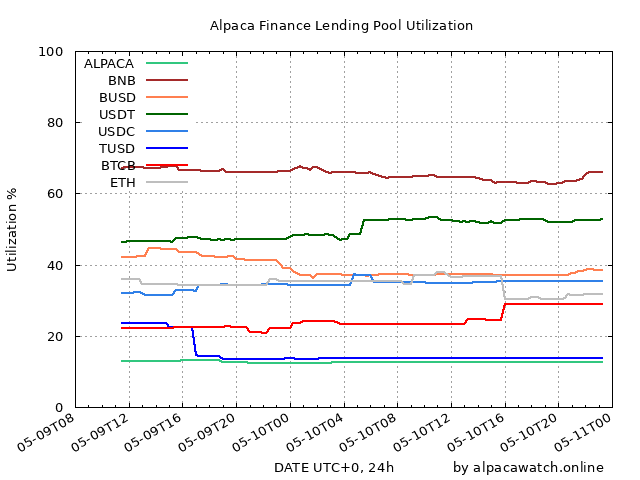 Alpaca Finance Lending Pool Utilization
100
80
60
40
20
0
Utilization %
ALPACA
BNB
BUSD
USDT
USDC
TUSD
BTCB
ETH
05-09T08
05-09T12
05-09T16
05-09T20
05-10T00
05-10T04
05-10T08
05-10T12
05-10T16
05-10T20
05-11T00
DATE UTC+0, 24h
by alpacawatch.online